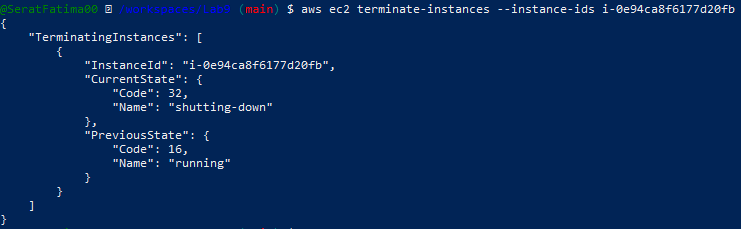 @SeratFatima00 (main) $ aws ec2 terminate-instances --instance-ids i-0e94ca8f6177d20fb
{
    "TerminatingInstances": [
        {
            "InstanceId": "i-0e94ca8f6177d20fb",
            "CurrentState": {
                "Code": 32,
                "Name": "shutting-down"
            },
            "PreviousState": {
                "Code": 16,
                "Name": "running"
            }
        }
    ]
}